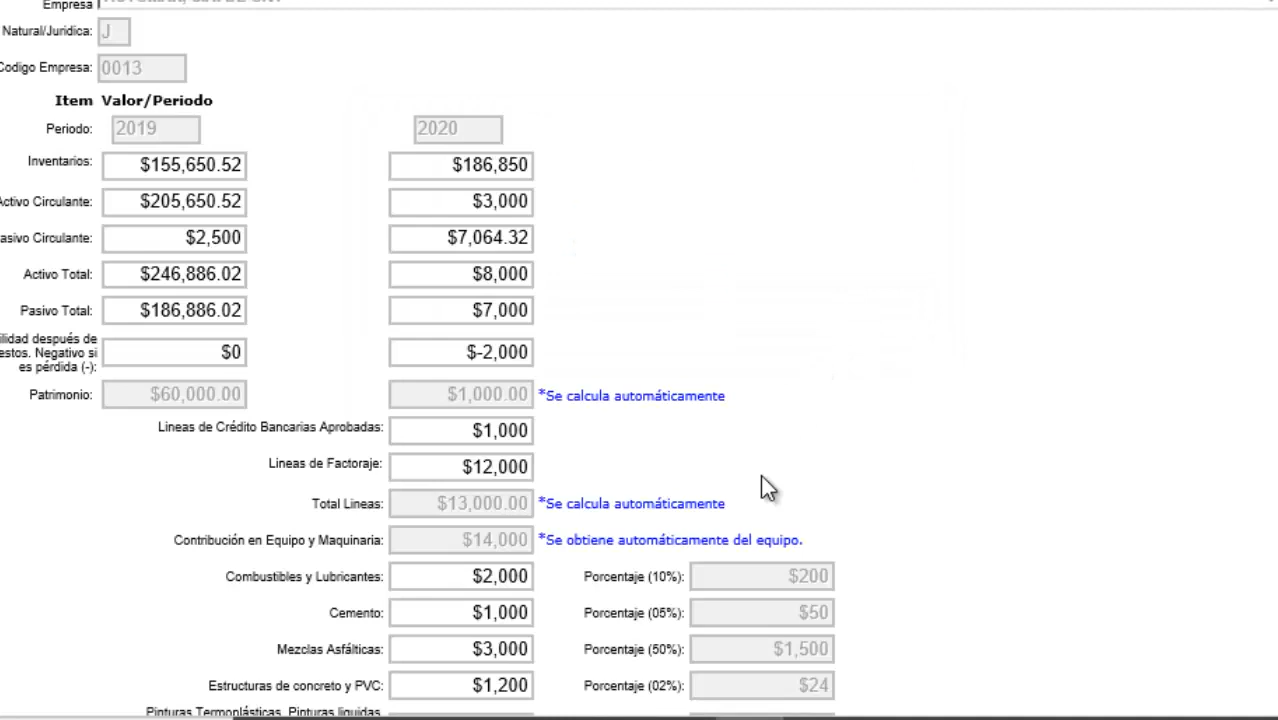 Empresa
Natural/Juridica: J
Codigo Empresa: 0013
Item Valor/Periodo
Periodo: 2019 2020
Inventarios: $155,650.52 $186,850
Activo Circulante: $205,650.52 $3,000
asivo Circulante: $2,500 $7,064.32
Activo Total: $246,886.02 $8,000
Pasivo Total: $186,886.02 $7,000
ilidad después de
estos. Negativo si $0 $-2,000
es pérdida (-):
Patrimonio: $60,000.00 $1,000.00 *Se calcula automáticamente
Lineas de Crédito Bancarias Aprobadas: $1,000
Lineas de Factoraje: $12,000
Total Lineas: $13,000.00 *Se calcula automáticamente
Contribución en Equipo y Maquinaria: $14,000 *Se obtiene automáticamente del equipo.
Combustibles y Lubricantes: $2,000 Porcentaje (10%): $200
Cemento: $1,000 Porcentaje (05%): $50
Mezclas Asfálticas: $3,000 Porcentaje (50%): $1,500
Estructuras de concreto y PVC: $1,200 Porcentaje (02%): $24
Pinturas Termoplásticas, Pinturas liquidas,